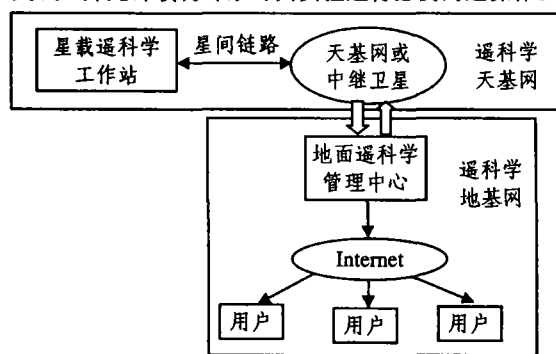 星载遥科学
工作站
星间链路
天基网或
中继卫星
遥科学
天基网
地面遥科学
管理中心
遥科学
地基网
Internet
用户
用户
用户